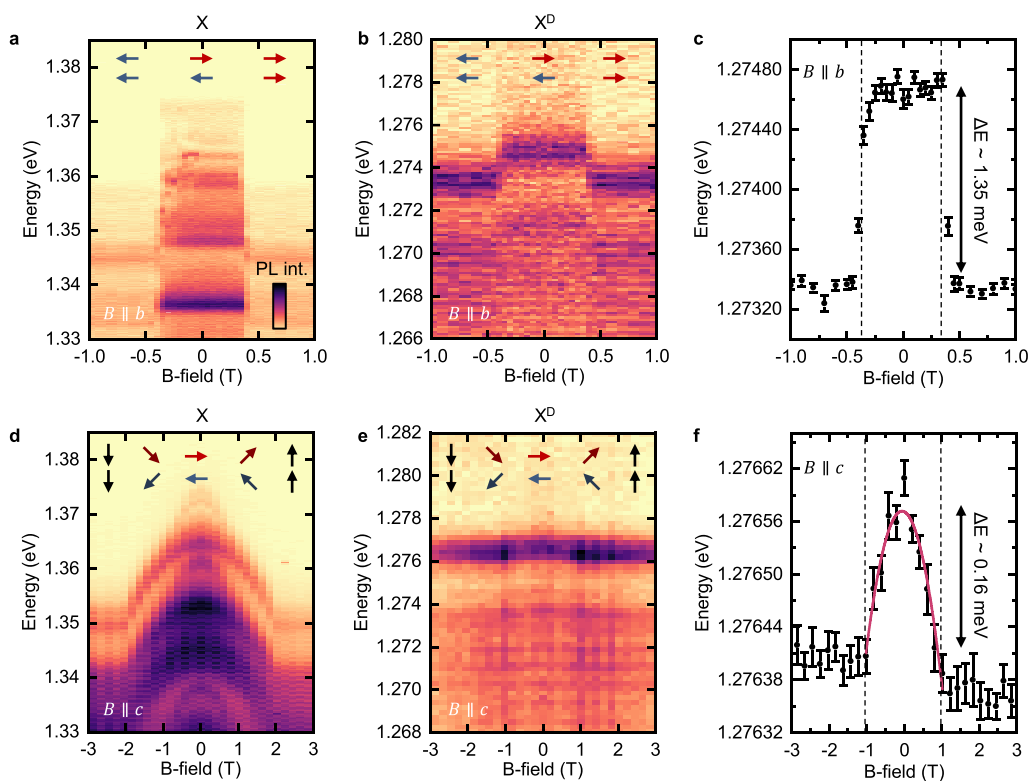 a
X
Energy (eV)
1.38
1.37
1.36
1.35
1.34
1.33
PL int.
B ∥ b
-1.0 -0.5 0 0.5 1.0
B-field (T)
b
X^D
Energy (eV)
1.280
1.278
1.276
1.274
1.272
1.270
1.268
1.266
B ∥ b
-1.0 -0.5 0 0.5 1.0
B-field (T)
c
B ∥ b
Energy (eV)
1.27480
1.27440
1.27400
1.27360
1.27320
ΔE ~ 1.35 meV
-1.0 -0.5 0 0.5 1.0
B-field (T)
d
X
Energy (eV)
1.38
1.37
1.36
1.35
1.34
1.33
B ∥ c
-3 -2 -1 0 1 2 3
B-field (T)
e
X^D
Energy (eV)
1.282
1.280
1.278
1.276
1.274
1.272
1.270
1.268
B ∥ c
-3 -2 -1 0 1 2 3
B-field (T)
f
B ∥ c
Energy (eV)
1.27662
1.27656
1.27650
1.27644
1.27638
1.27632
ΔE ~ 0.16 meV
-3 -2 -1 0 1 2 3
B-field (T)